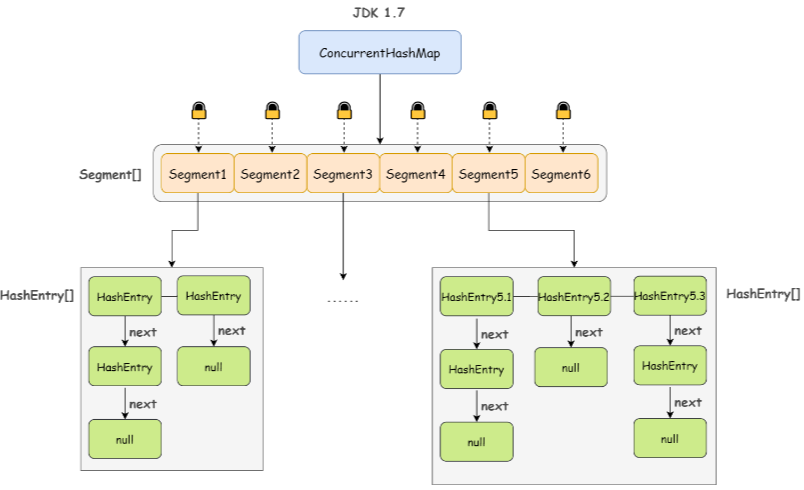 JDK 1.7
ConcurrentHashMap
Segment[]
Segment1 Segment2 Segment3 Segment4 Segment5 Segment6
HashEntry[]
HashEntry HashEntry
next next
HashEntry null
next
null
......
HashEntry[]
HashEntry5.1 HashEntry5.2 HashEntry5.3
next next next
HashEntry null HashEntry
next next
null null